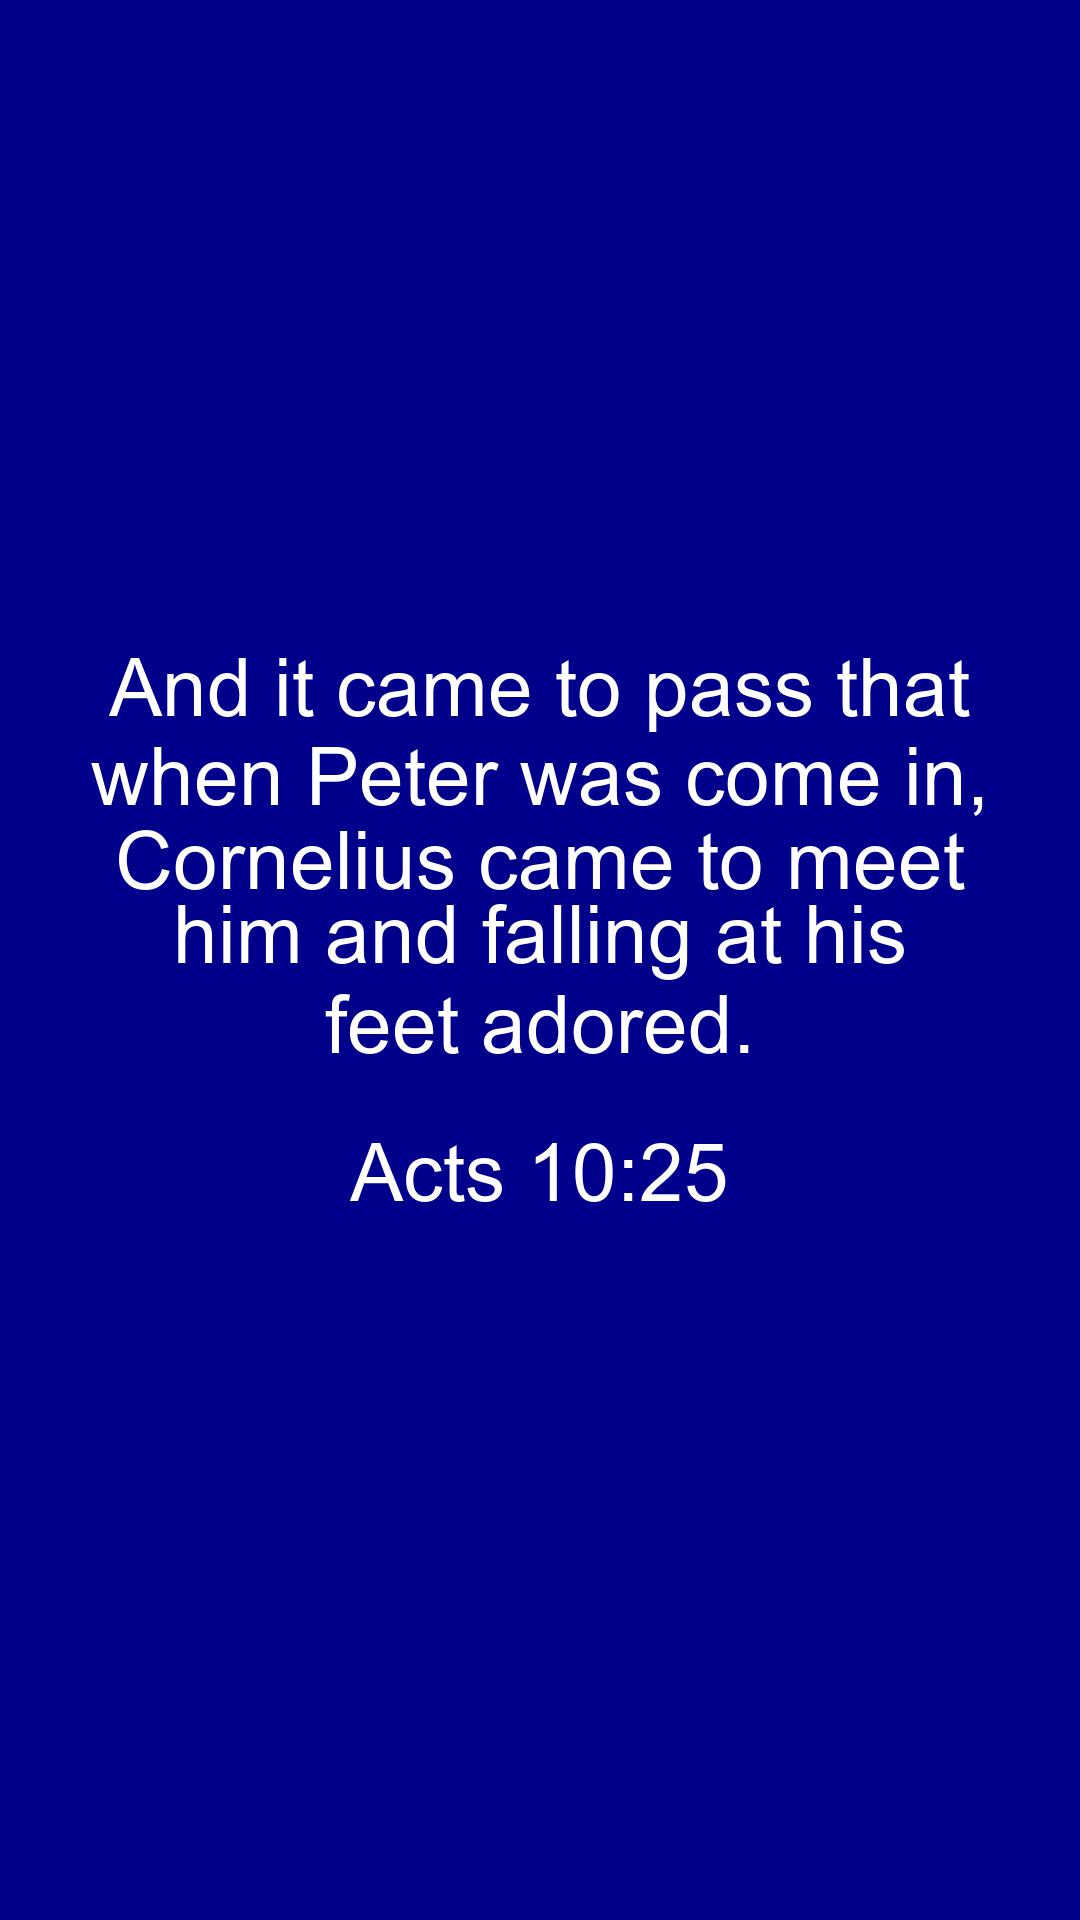 And it came to pass that
when Peter was come in,
Cornelius came to meet
him and falling at his
feet adored.
Acts 10:25